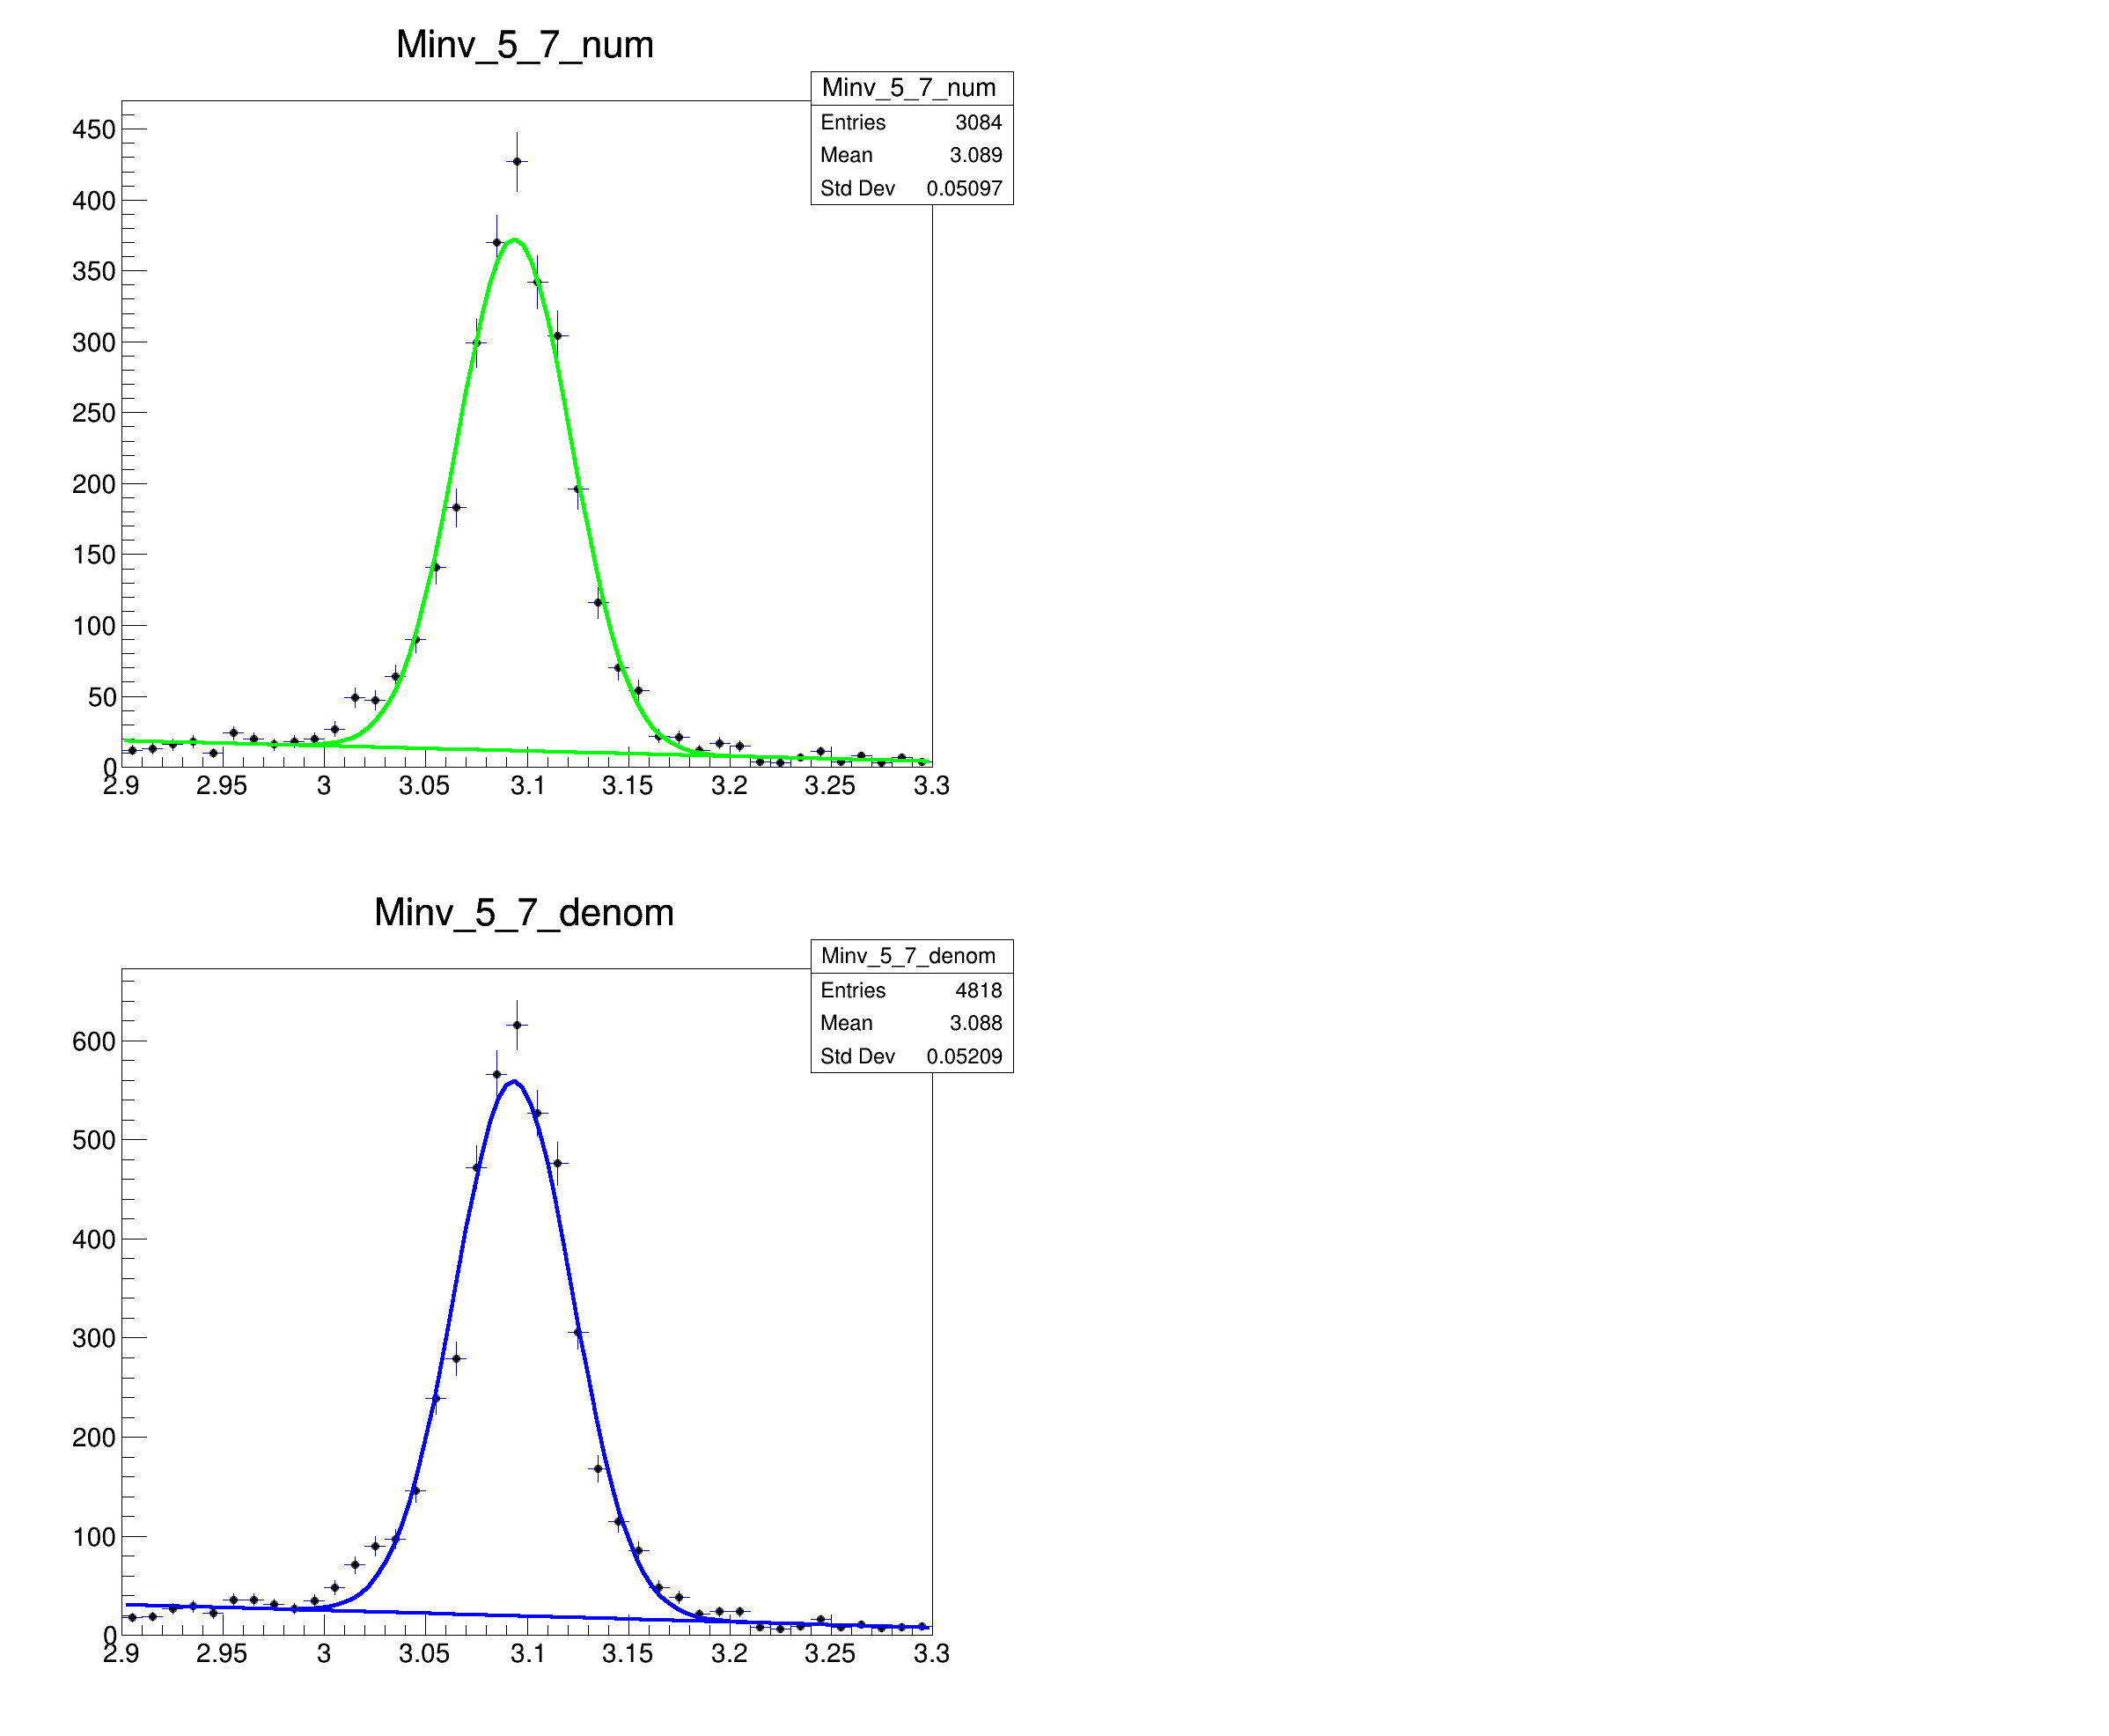 Minv_5_7_num
Minv_5_7_num
Entries 3084
Mean 3.089
Std Dev 0.05097
450
400
350
300
250
200
150
100
50
0
2.9 2.95 3 3.05 3.1 3.15 3.2 3.25 3.3
Minv_5_7_denom
Minv_5_7_denom
Entries 4818
Mean 3.088
Std Dev 0.05209
600
500
400
300
200
100
0
2.9 2.95 3 3.05 3.1 3.15 3.2 3.25 3.3